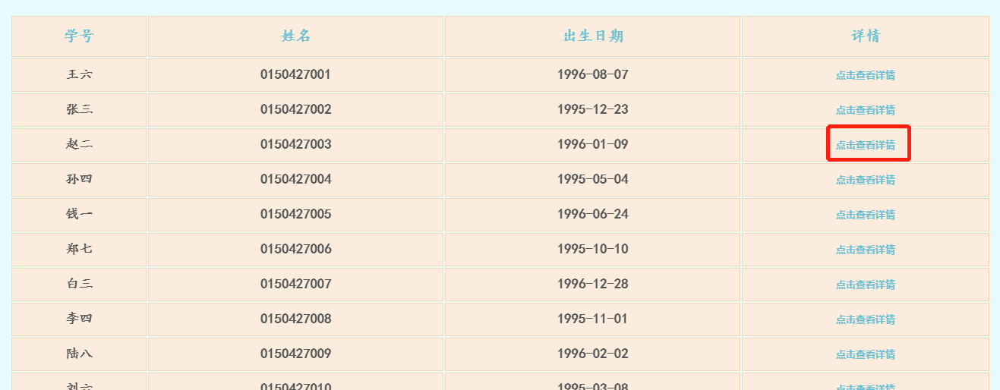 学号 姓名 出生日期 详情
王六 0150427001 1996-08-07 点击查看详情
张三 0150427002 1995-12-23 点击查看详情
赵二 0150427003 1996-01-09 点击查看详情
孙四 0150427004 1995-05-04 点击查看详情
钱一 0150427005 1996-06-24 点击查看详情
郑七 0150427006 1995-10-10 点击查看详情
白三 0150427007 1996-12-28 点击查看详情
李四 0150427008 1995-11-01 点击查看详情
陆八 0150427009 1996-02-02 点击查看详情
刘六 0150427010 1995-03-08 点击查看详情